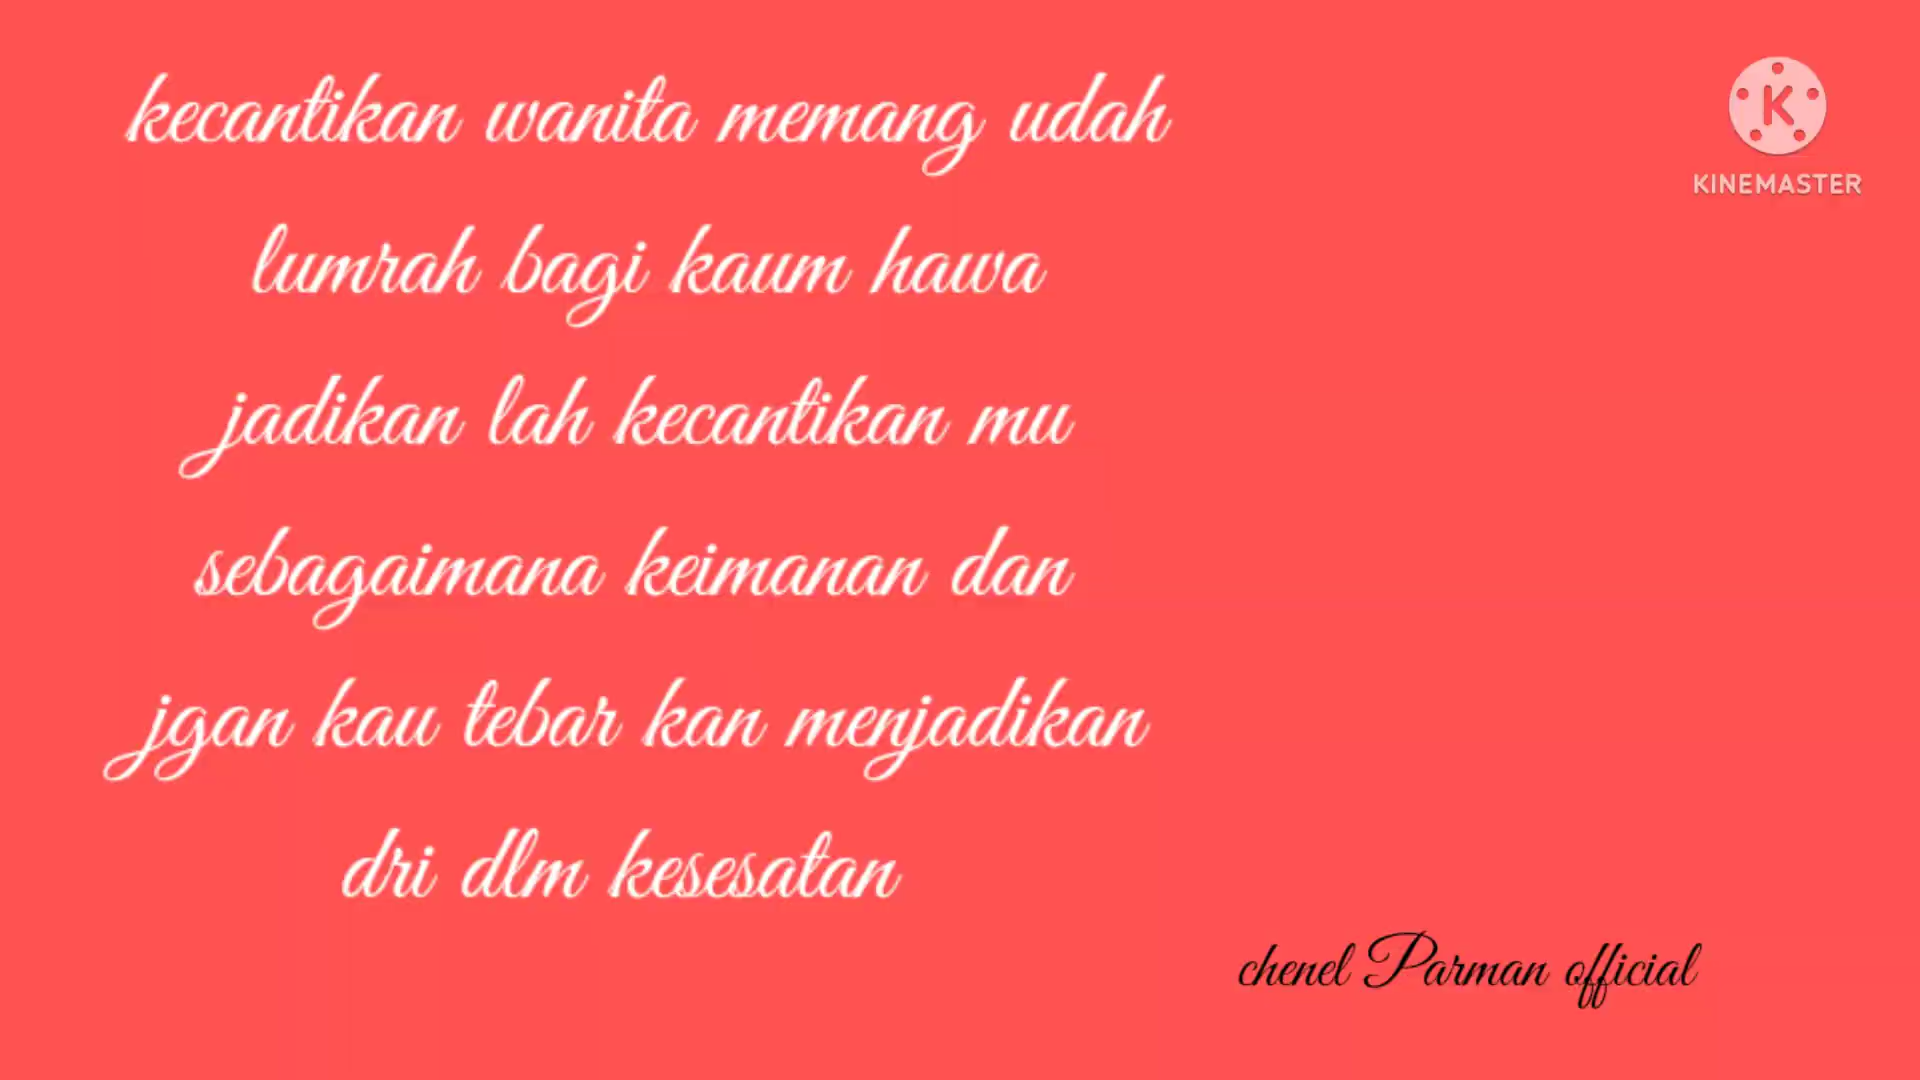 kecantikan wanita memang udah
lumrah bagi kaum hawa
jadikan lah kecantikan mu
sebagaimana keimanan dan
jgan kau tebar kan menjadikan
dri dlm kesesatan
chenel Parman official
K
KINEMASTER